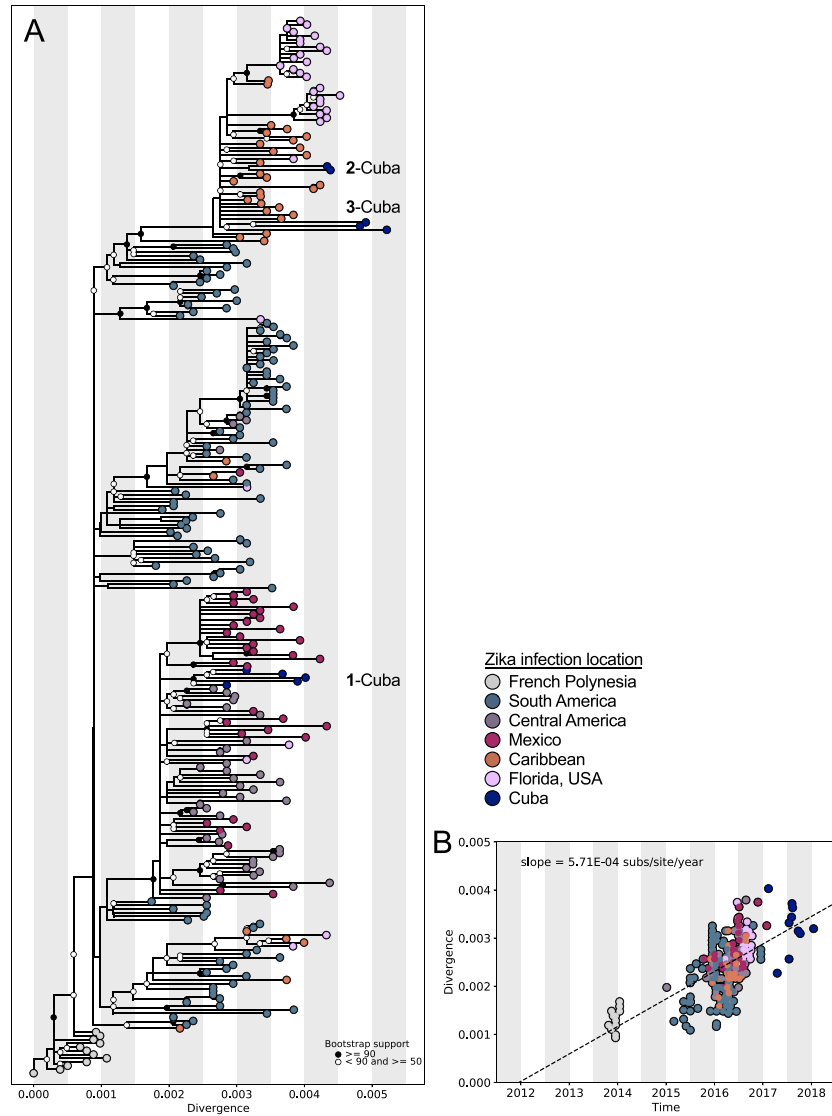 A
2-Cuba
3-Cuba
1-Cuba
Bootstrap support
>= 90
< 90 and >= 50
0.000 0.001 0.002 0.003 0.004 0.005
Divergence
Zika infection location
French Polynesia
South America
Central America
Mexico
Caribbean
Florida, USA
Cuba
B
slope = 5.71E-04 subs/site/year
0.005
0.004
0.003
0.002
0.001
0.000
Divergence
2012 2013 2014 2015 2016 2017 2018
Time